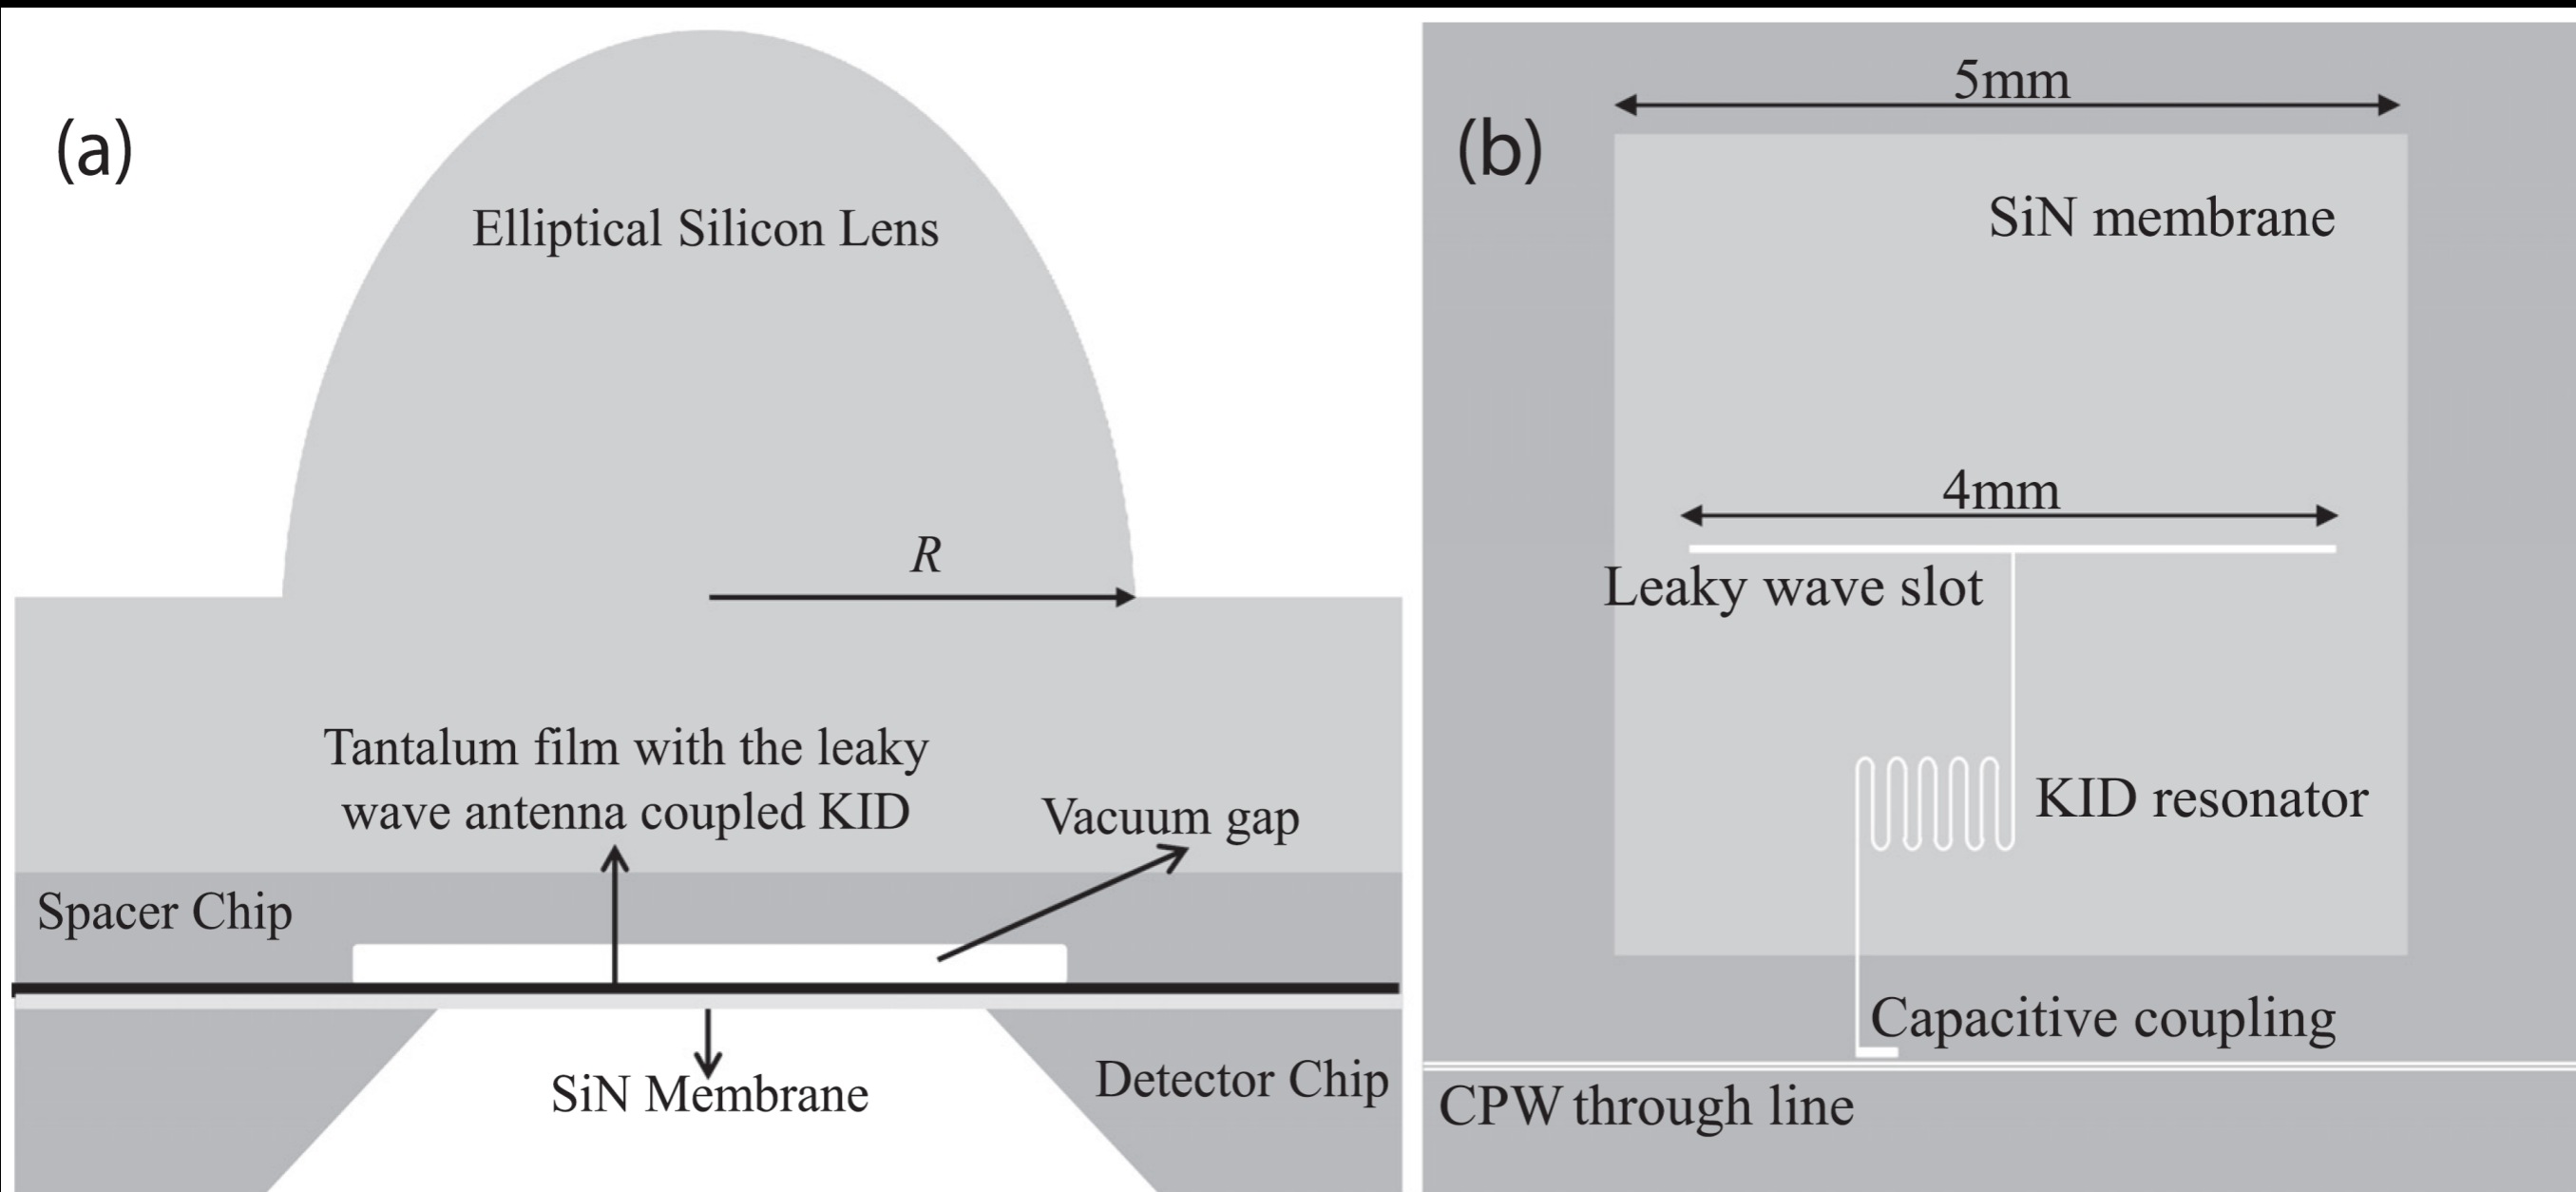 (a)
Elliptical Silicon Lens
R
Tantalum film with the leaky
wave antenna coupled KID
Vacuum gap
Spacer Chip
SiN Membrane
Detector Chip
(b)
5mm
SiN membrane
4mm
Leaky wave slot
KID resonator
Capacitive coupling
CPW through line